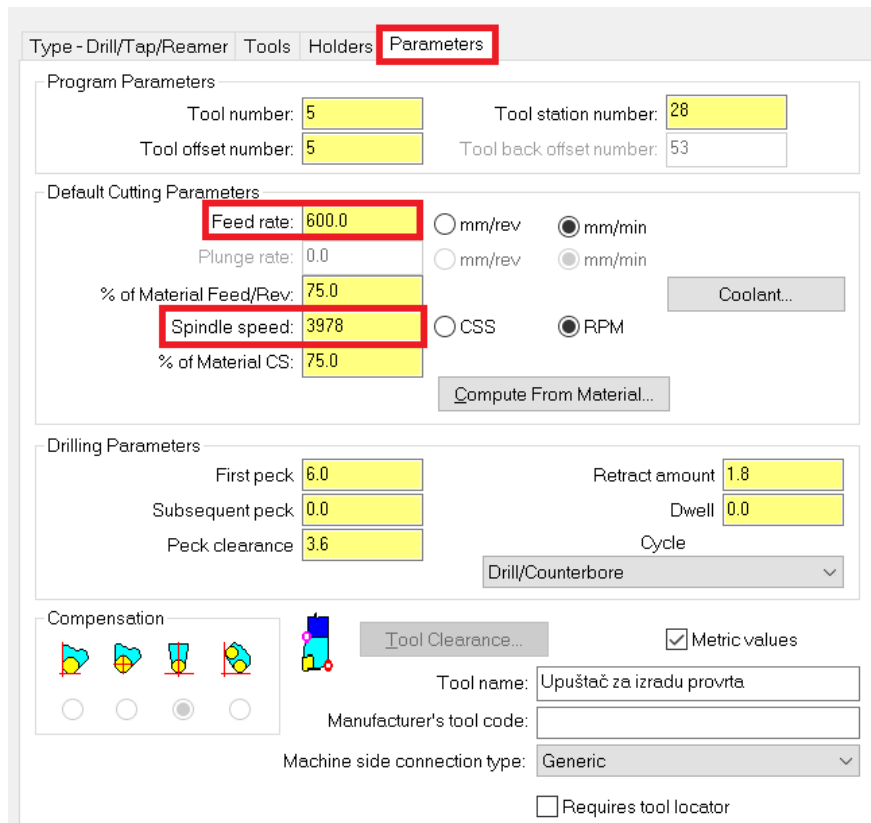 Type - Drill/Tap/Reamer Tools Holders Parameters
Program Parameters
Tool number: 5 Tool station number: 28
Tool offset number: 5 Tool back offset number: 53
Default Cutting Parameters
Feed rate: 600.0 mm/rev mm/min
Plunge rate: 0.0 mm/rev mm/min
% of Material Feed/Rev: 75.0 Coolant...
Spindle speed: 3978 CSS RPM
% of Material CS: 75.0
Compute From Material...
Drilling Parameters
First peck 6.0 Retract amount 1.8
Subsequent peck 0.0 Dwell 0.0
Peck clearance 3.6 Cycle
Drill/Counterbore
Compensation
Tool Clearance... Metric values
Tool name: Upuštač za izradu provrta
Manufacturer's tool code:
Machine side connection type: Generic
Requires tool locator